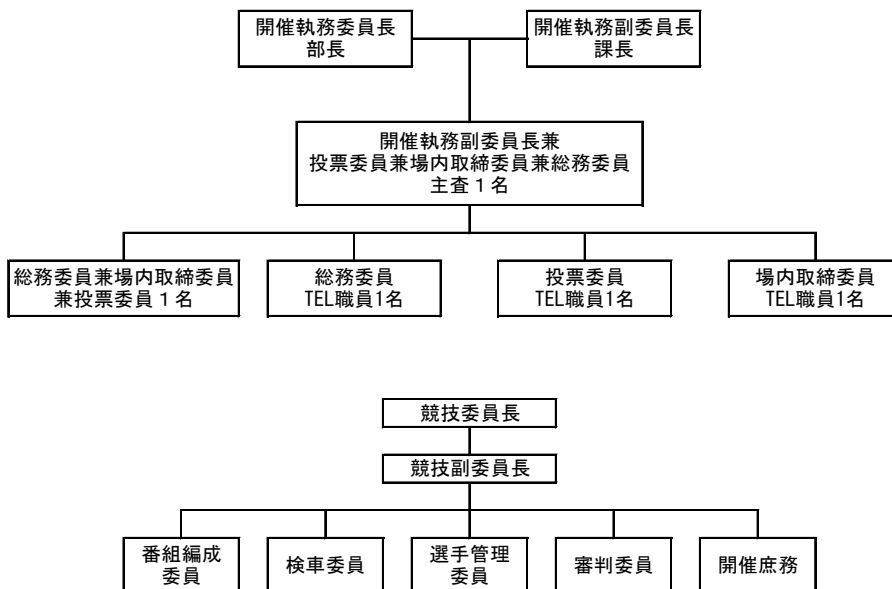 開催執務委員長
部長
開催執務副委員長
課長
開催執務副委員長兼
投票委員兼場内取締委員兼総務委員
主査１名
総務委員兼場内取締委員
兼投票委員１名
総務委員
TEL職員1名
投票委員
TEL職員1名
場内取締委員
TEL職員1名
競技委員長
競技副委員長
番組編成
委員
検車委員
選手管理
委員
審判委員
開催庶務